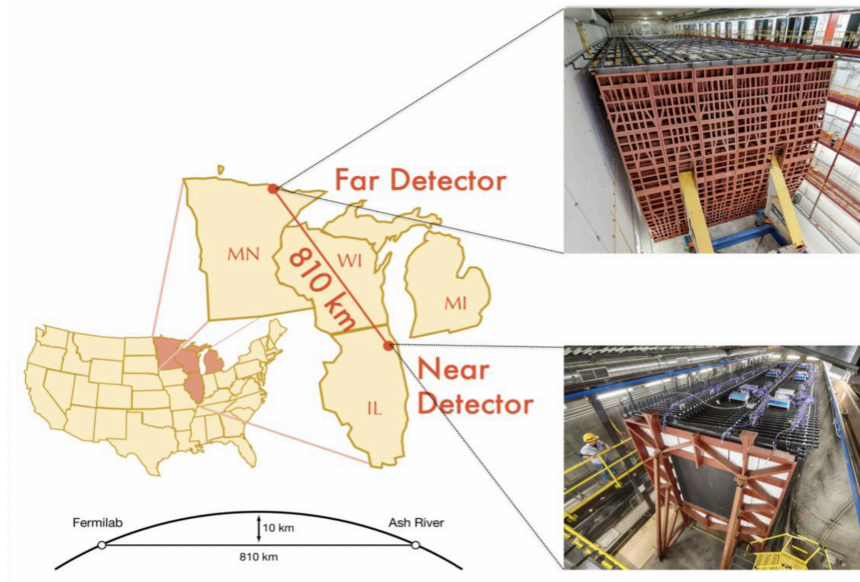 Far Detector
MN
WI
810 km
MI
Near
Detector
IL
Fermilab
10 km
Ash River
810 km